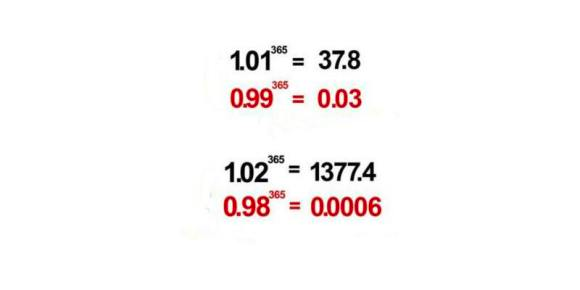 1.01³⁶⁵ = 37.8
0.99³⁶⁵ = 0.03
1.02³⁶⁵ = 1377.4
0.98³⁶⁵ = 0.0006